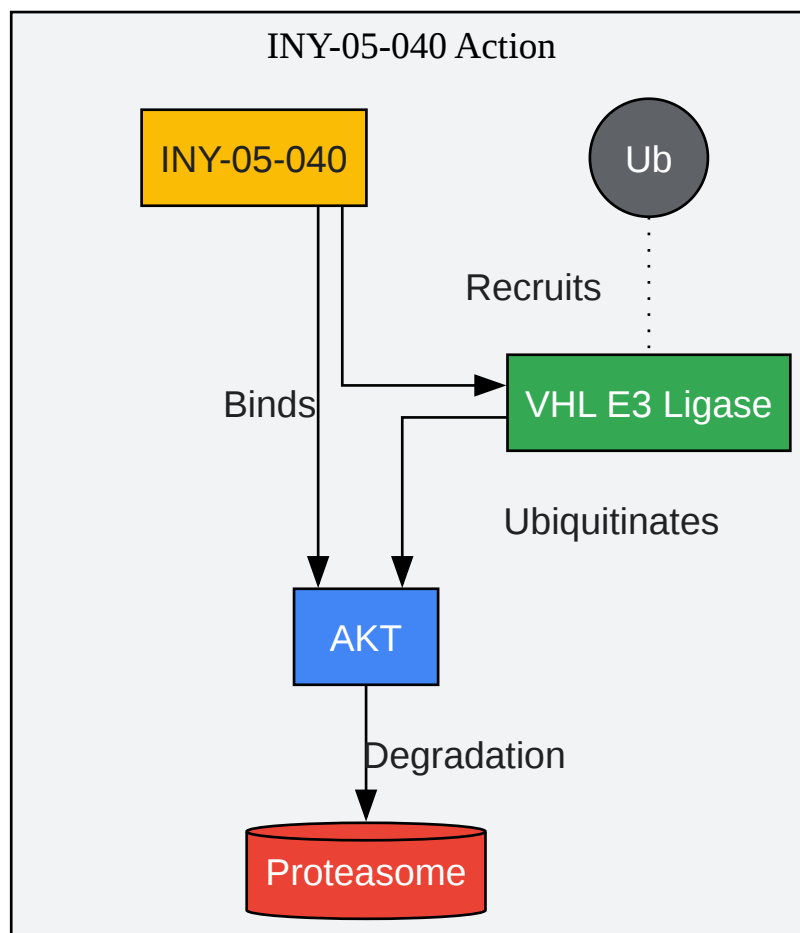 INY-05-040 Action
INY-05-040
Ub
Recruits
Binds
VHL E3 Ligase
Ubiquitinates
AKT
Degradation
Proteasome